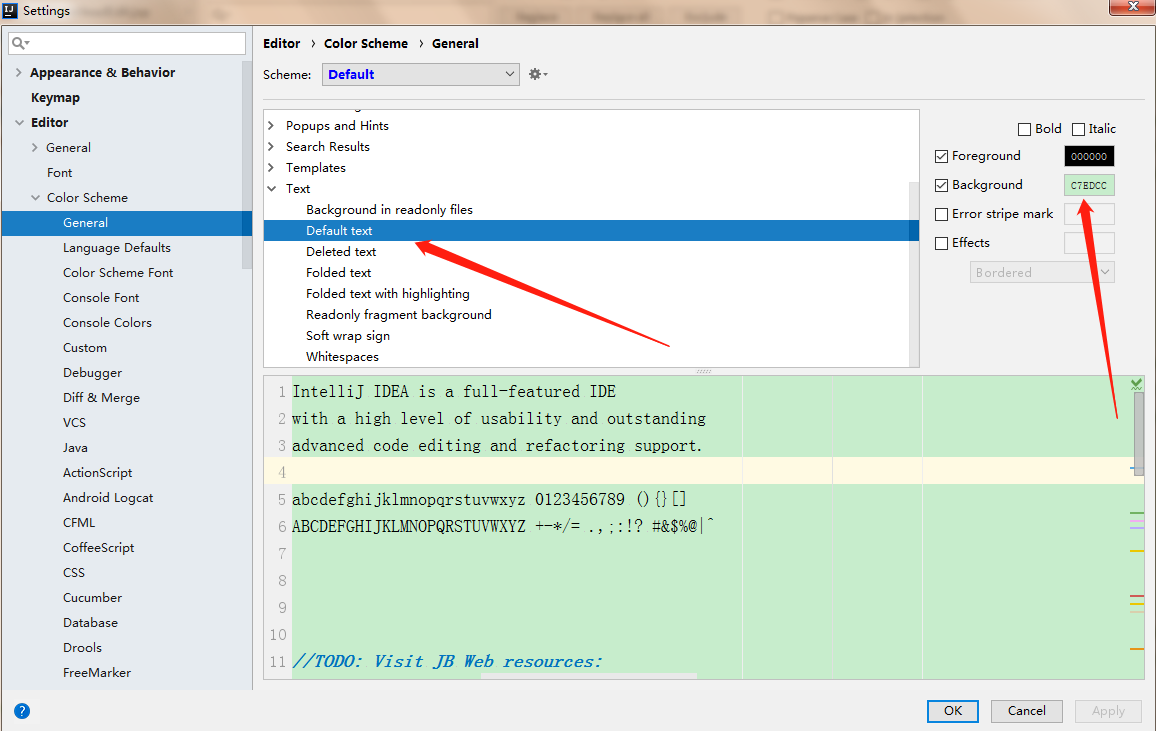 Settings
Appearance & Behavior
Keymap
Editor
General
Font
Color Scheme
General
Language Defaults
Color Scheme Font
Console Font
Console Colors
Custom
Debugger
Diff & Merge
VCS
Java
ActionScript
Android Logcat
CFML
CoffeeScript
CSS
Cucumber
Database
Drools
FreeMarker
Editor › Color Scheme › General
Scheme: Default
Popups and Hints
Search Results
Templates
Text
Background in readonly files
Default text
Deleted text
Folded text
Folded text with highlighting
Readonly fragment background
Soft wrap sign
Whitespaces
Bold Italic
Foreground 000000
Background C7EDCC
Error stripe mark
Effects
Bordered
1 IntelliJ IDEA is a full-featured IDE
2 with a high level of usability and outstanding
3 advanced code editing and refactoring support.
4
5 abcdefghijklmnopqrstuvwxyz 0123456789 (){}[]
6 ABCDEFGHIJKLMNOPQRSTUVWXYZ +-*/= .,;:!? #&$%@|^
7
8
9
10
11 //TODO: Visit JB Web resources:
? OK Cancel Apply